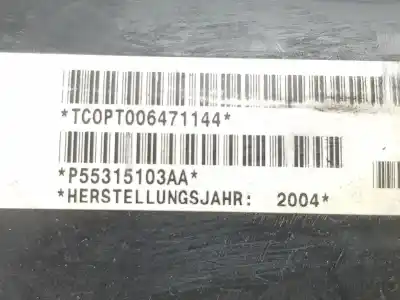 *TCOPT006471144*
*P55315103AA*
*HERSTELLUNGSJAHR: 2004*